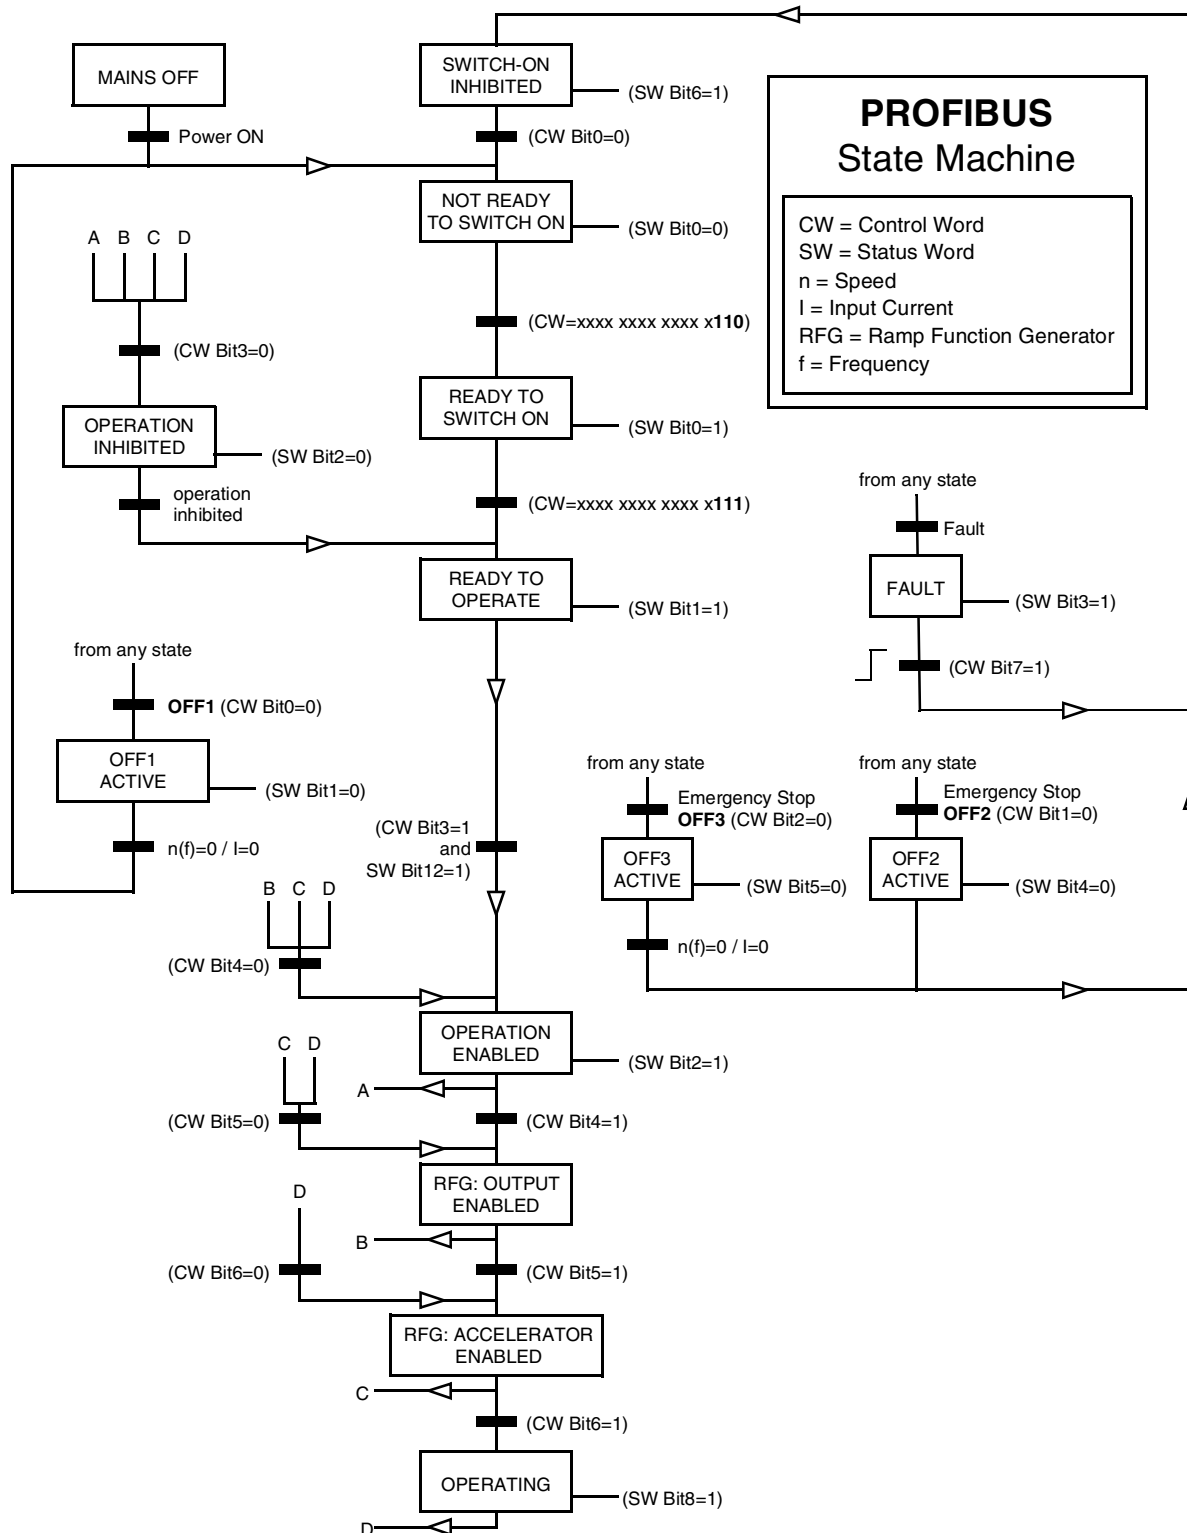 MAINS OFF
Power ON
SWITCH-ON
INHIBITED
(SW Bit6=1)
(CW Bit0=0)
PROFIBUS
State Machine
CW = Control Word
SW = Status Word
n = Speed
I = Input Current
RFG = Ramp Function Generator
f = Frequency
NOT READY
TO SWITCH ON
(SW Bit0=0)
A B C D
(CW Bit3=0)
(CW=xxxx xxxx xxxx x110)
OPERATION
INHIBITED
(SW Bit2=0)
operation
inhibited
READY TO
SWITCH ON
(SW Bit0=1)
(CW=xxxx xxxx xxxx x111)
READY TO
OPERATE
(SW Bit1=1)
from any state
Fault
FAULT
(SW Bit3=1)
(CW Bit7=1)
from any state
OFF1 (CW Bit0=0)
OFF1
ACTIVE
(SW Bit1=0)
n(f)=0 / I=0
(CW Bit3=1
and
SW Bit12=1)
from any state
Emergency Stop
OFF3 (CW Bit2=0)
OFF3
ACTIVE
(SW Bit5=0)
n(f)=0 / I=0
from any state
Emergency Stop
OFF2 (CW Bit1=0)
OFF2
ACTIVE
(SW Bit4=0)
B C D
(CW Bit4=0)
OPERATION
ENABLED
(SW Bit2=1)
A
(CW Bit4=1)
C D
(CW Bit5=0)
RFG: OUTPUT
ENABLED
B
(CW Bit5=1)
D
(CW Bit6=0)
RFG: ACCELERATOR
ENABLED
C
(CW Bit6=1)
OPERATING
(SW Bit8=1)
D